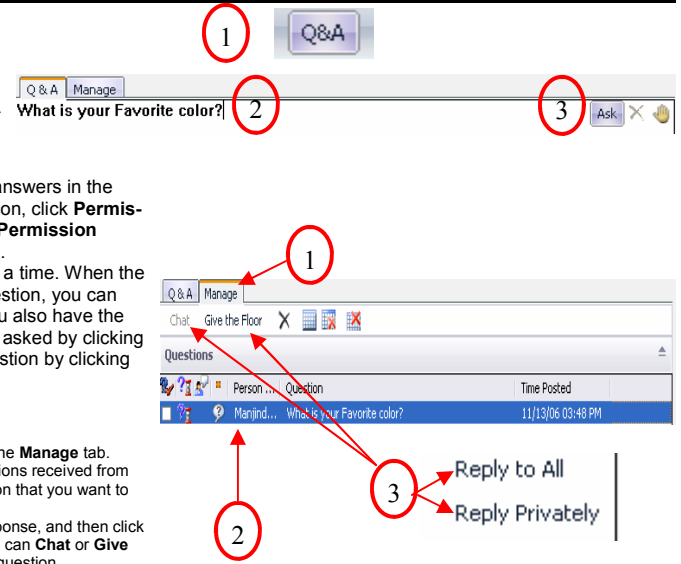 1
Q&A
Q & A Manage
What is your Favorite color? 2 3 Ask
answers in the
on, click Permis-
Permission
.
a time. When the
estion, you can
u also have the
asked by clicking
stion by clicking
1
Q & A Manage
Chat Give the Floor
Questions
Person ... Question Time Posted
Manjind... What is your Favorite color? 11/13/06 03:48 PM
he Manage tab.
ions received from
on that you want to
ponse, and then click
can Chat or Give
question.
2
3
Reply to All
Reply Privately